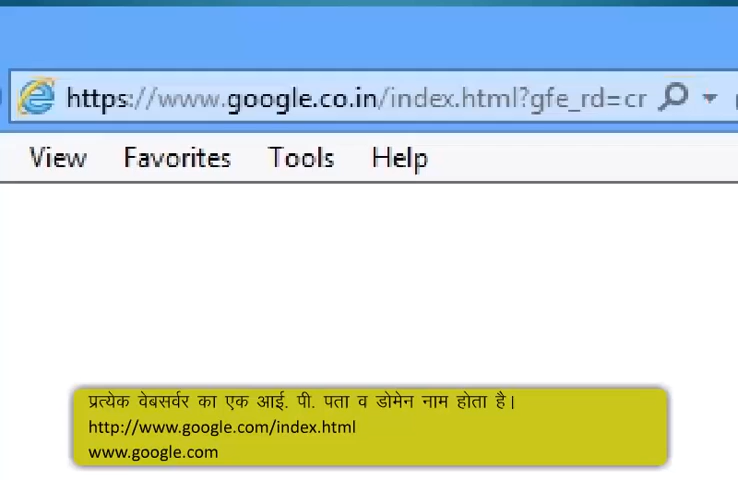 https://www.google.co.in/index.html?gfe_rd=cr
View Favorites Tools Help
प्रत्येक वेबसर्वर का एक आई. पी. पता व डोमेन नाम होता है।
http://www.google.com/index.html
www.google.com